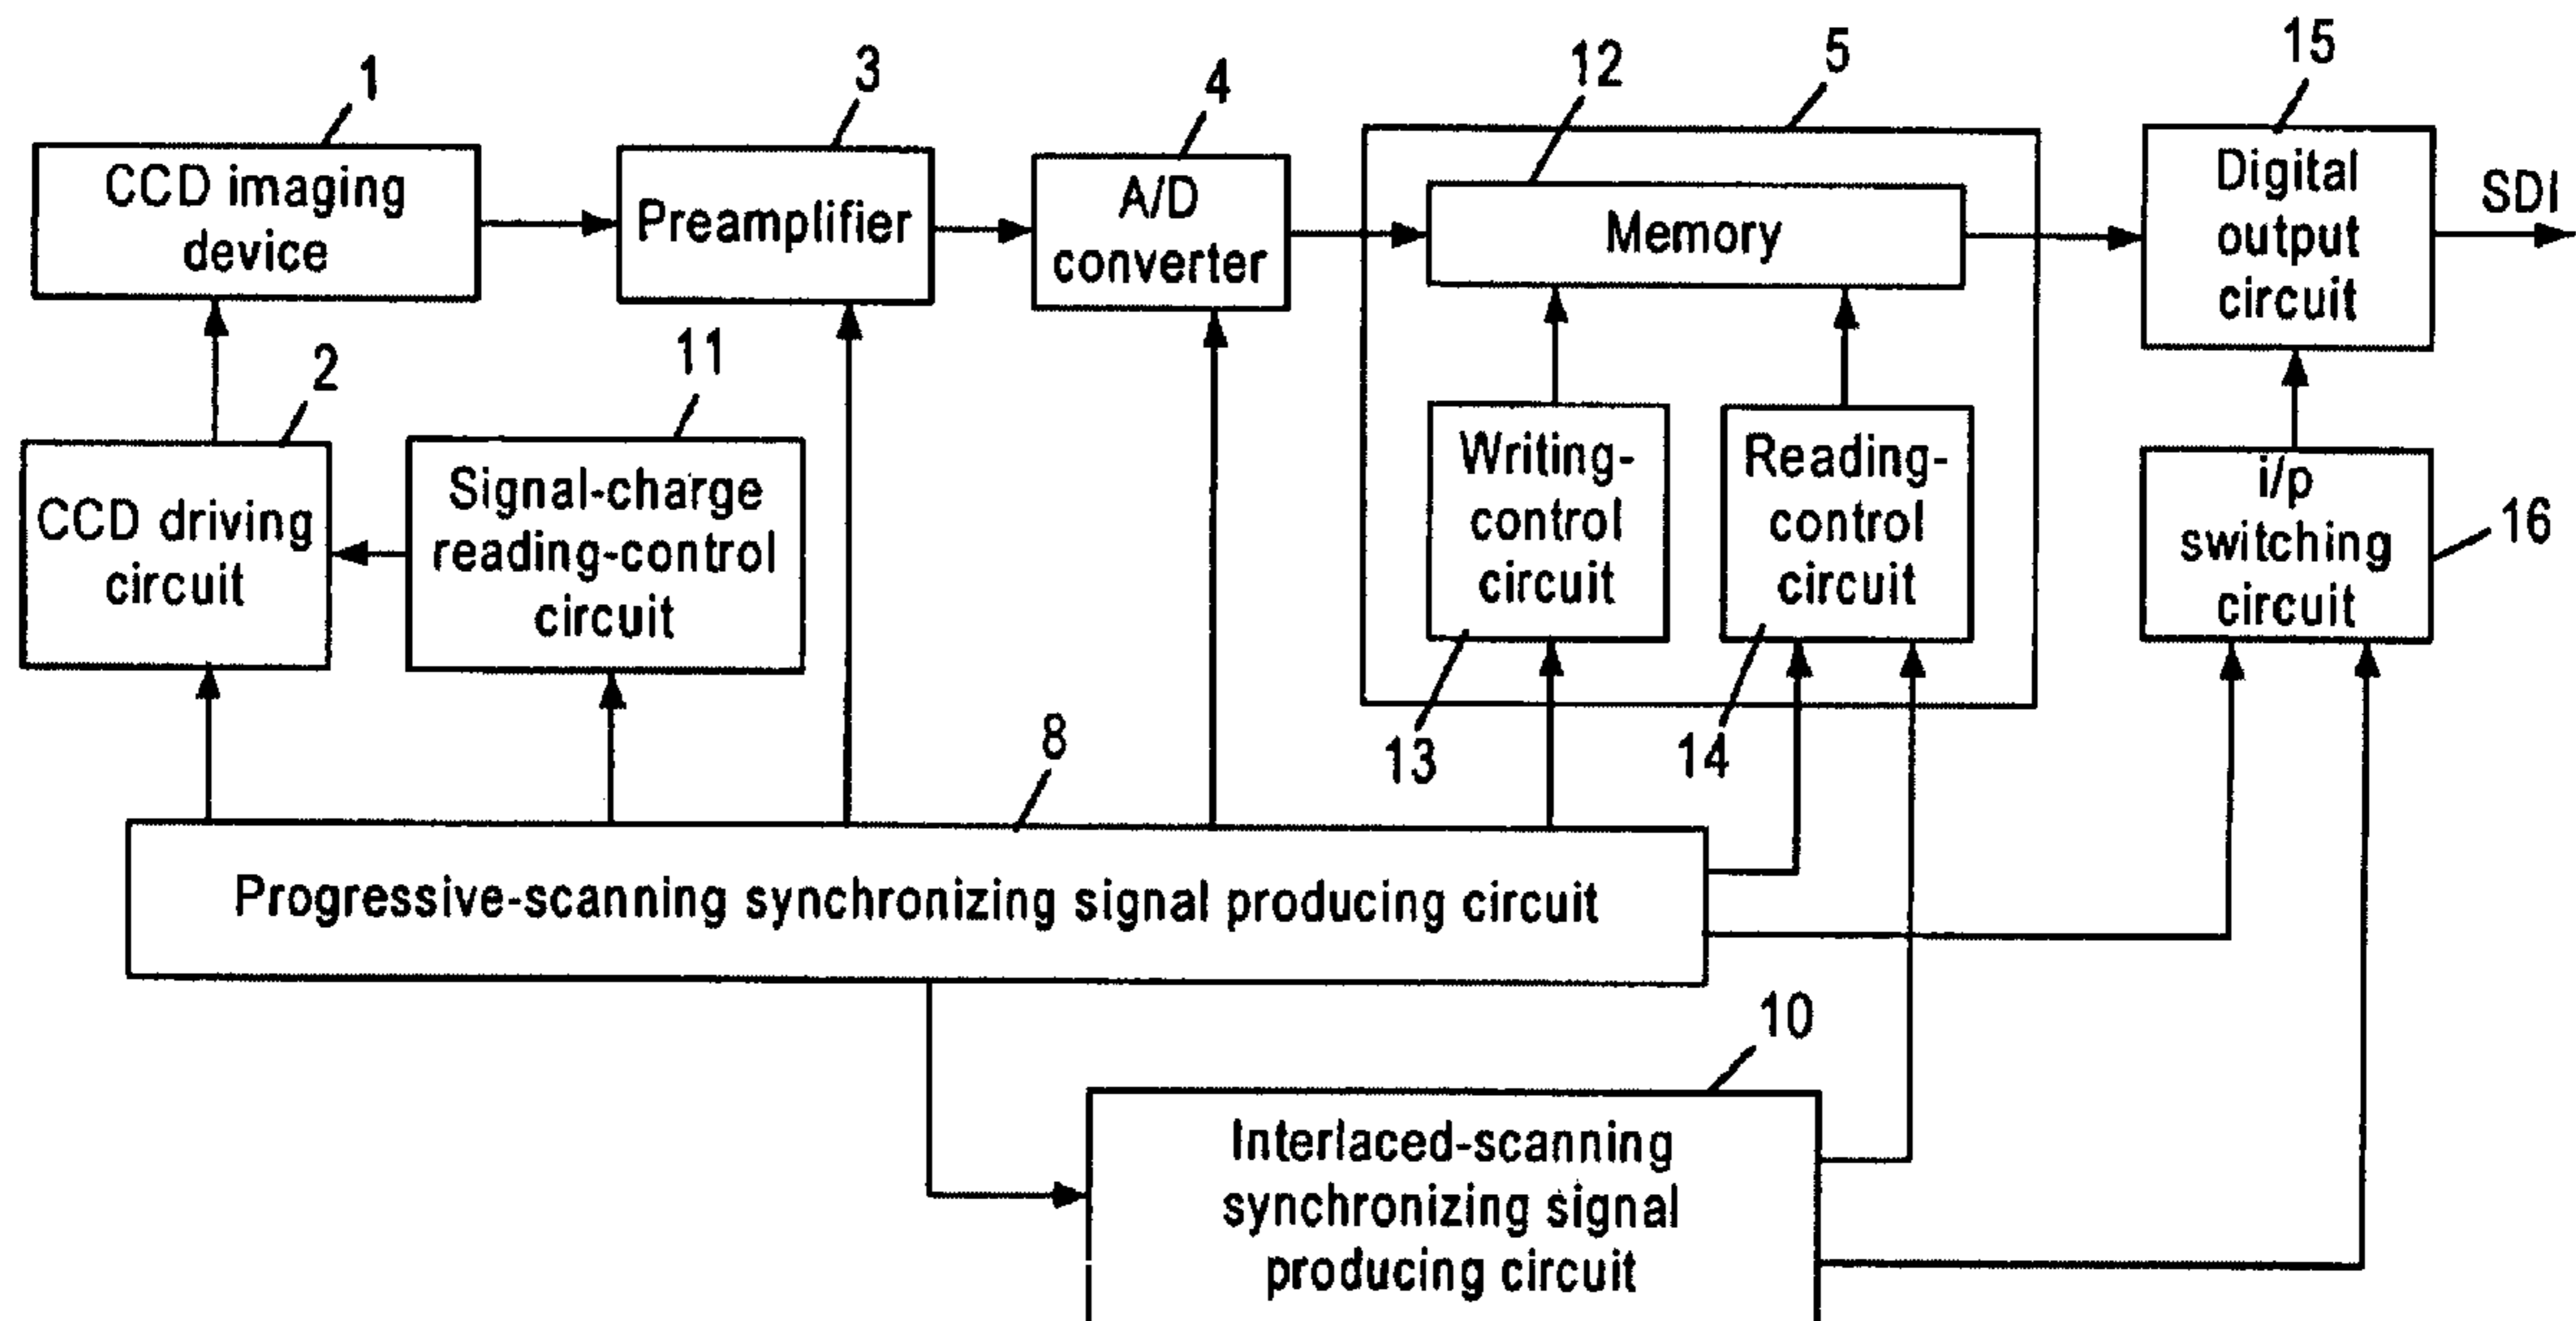 1
3
4
12
5
15
CCD imaging
device
Preamplifier
A/D
converter
Memory
Digital
output
circuit
SDI
2
11
CCD driving
circuit
Signal-charge
reading-control
circuit
Writing-
control
circuit
Reading-
control
circuit
i/p
switching
circuit
16
13
14
8
Progressive-scanning synchronizing signal producing circuit
10
Interlaced-scanning
synchronizing signal
producing circuit